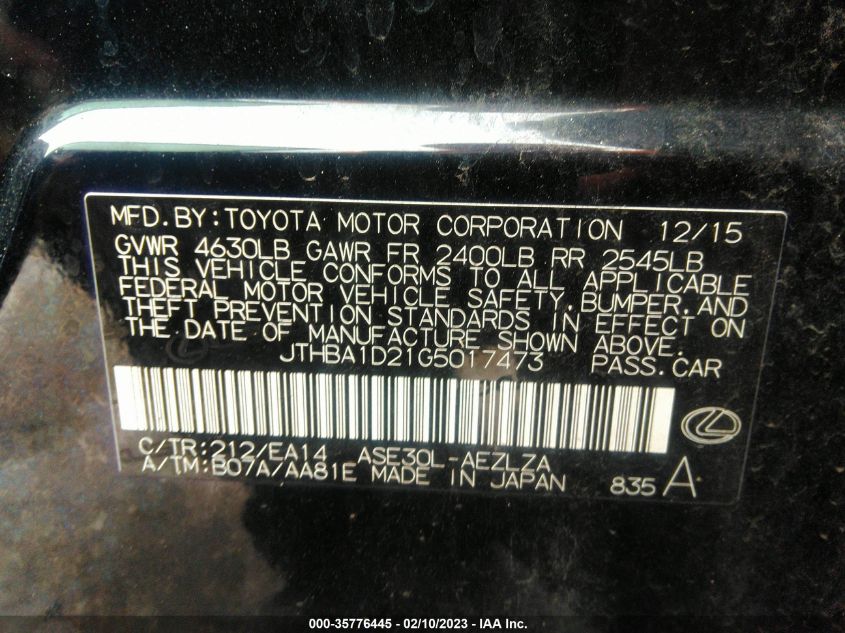 MFD.BY:TOYOTA MOTOR CORPORATION 12/15
GVWR 4630LB GAWR FR 2400LB RR 2545LB
THIS VEHICLE CONFORMS TO ALL APPLICABLE
FEDERAL MOTOR VEHICLE SAFETY,BUMPER,AND
THEFT PREVENTION STANDARDS IN EFFECT ON
THE DATE OF MANUFACTURE SHOWN ABOVE.
JTHBA1D21G5017473 PASS.CAR
C/TR:212/EA14 ASE30L-AEZLZA
A/TM:B07A/AA81E MADE IN JAPAN 835 A
000-35776445 — 02/10/2023 — IAA Inc.